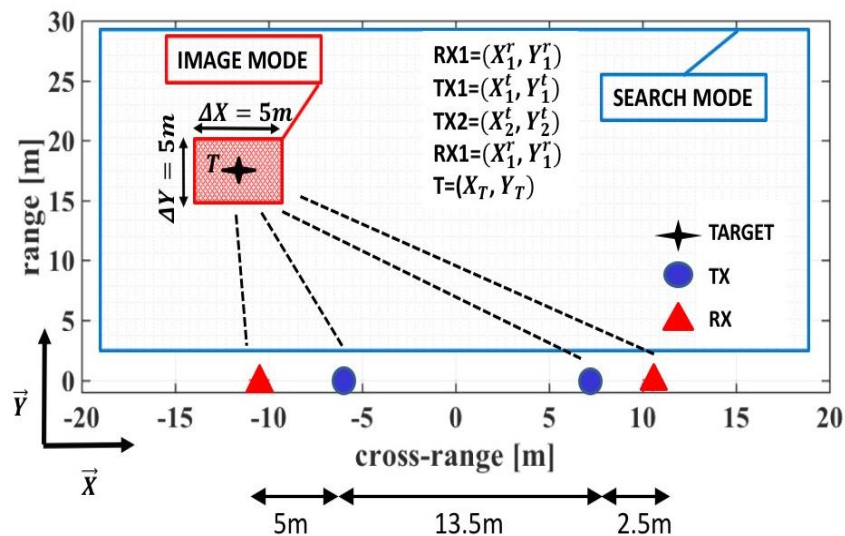 30
25
20
15
10
5
0
range [m]
IMAGE MODE
ΔX = 5m
ΔY = 5m
T
RX1=(X₁ʳ, Y₁ʳ)
TX1=(X₁ᵗ, Y₁ᵗ)
TX2=(X₂ᵗ, Y₂ᵗ)
RX1=(X₁ʳ, Y₁ʳ)
T=(X_T, Y_T)
SEARCH MODE
TARGET
TX
RX
-20 -15 -10 -5 0 5 10 15 20
cross-range [m]
Y⃗
X⃗
5m 13.5m 2.5m